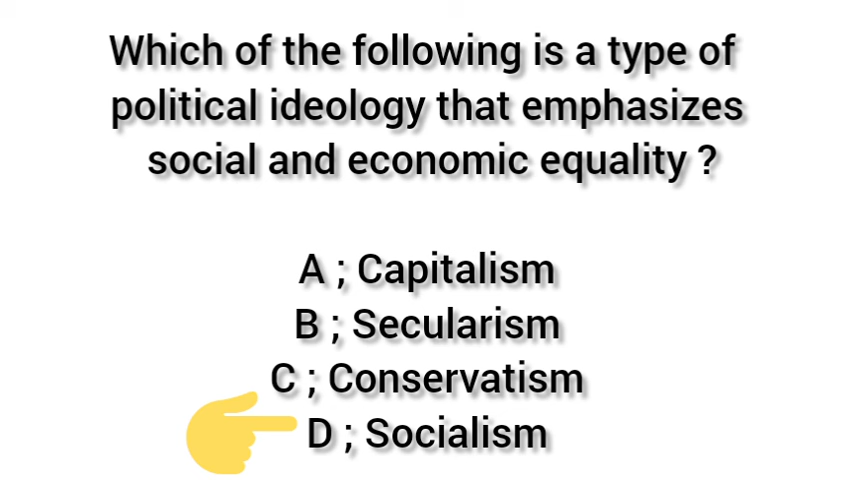 Which of the following is a type of
political ideology that emphasizes
social and economic equality ?
A ; Capitalism
B ; Secularism
C ; Conservatism
D ; Socialism